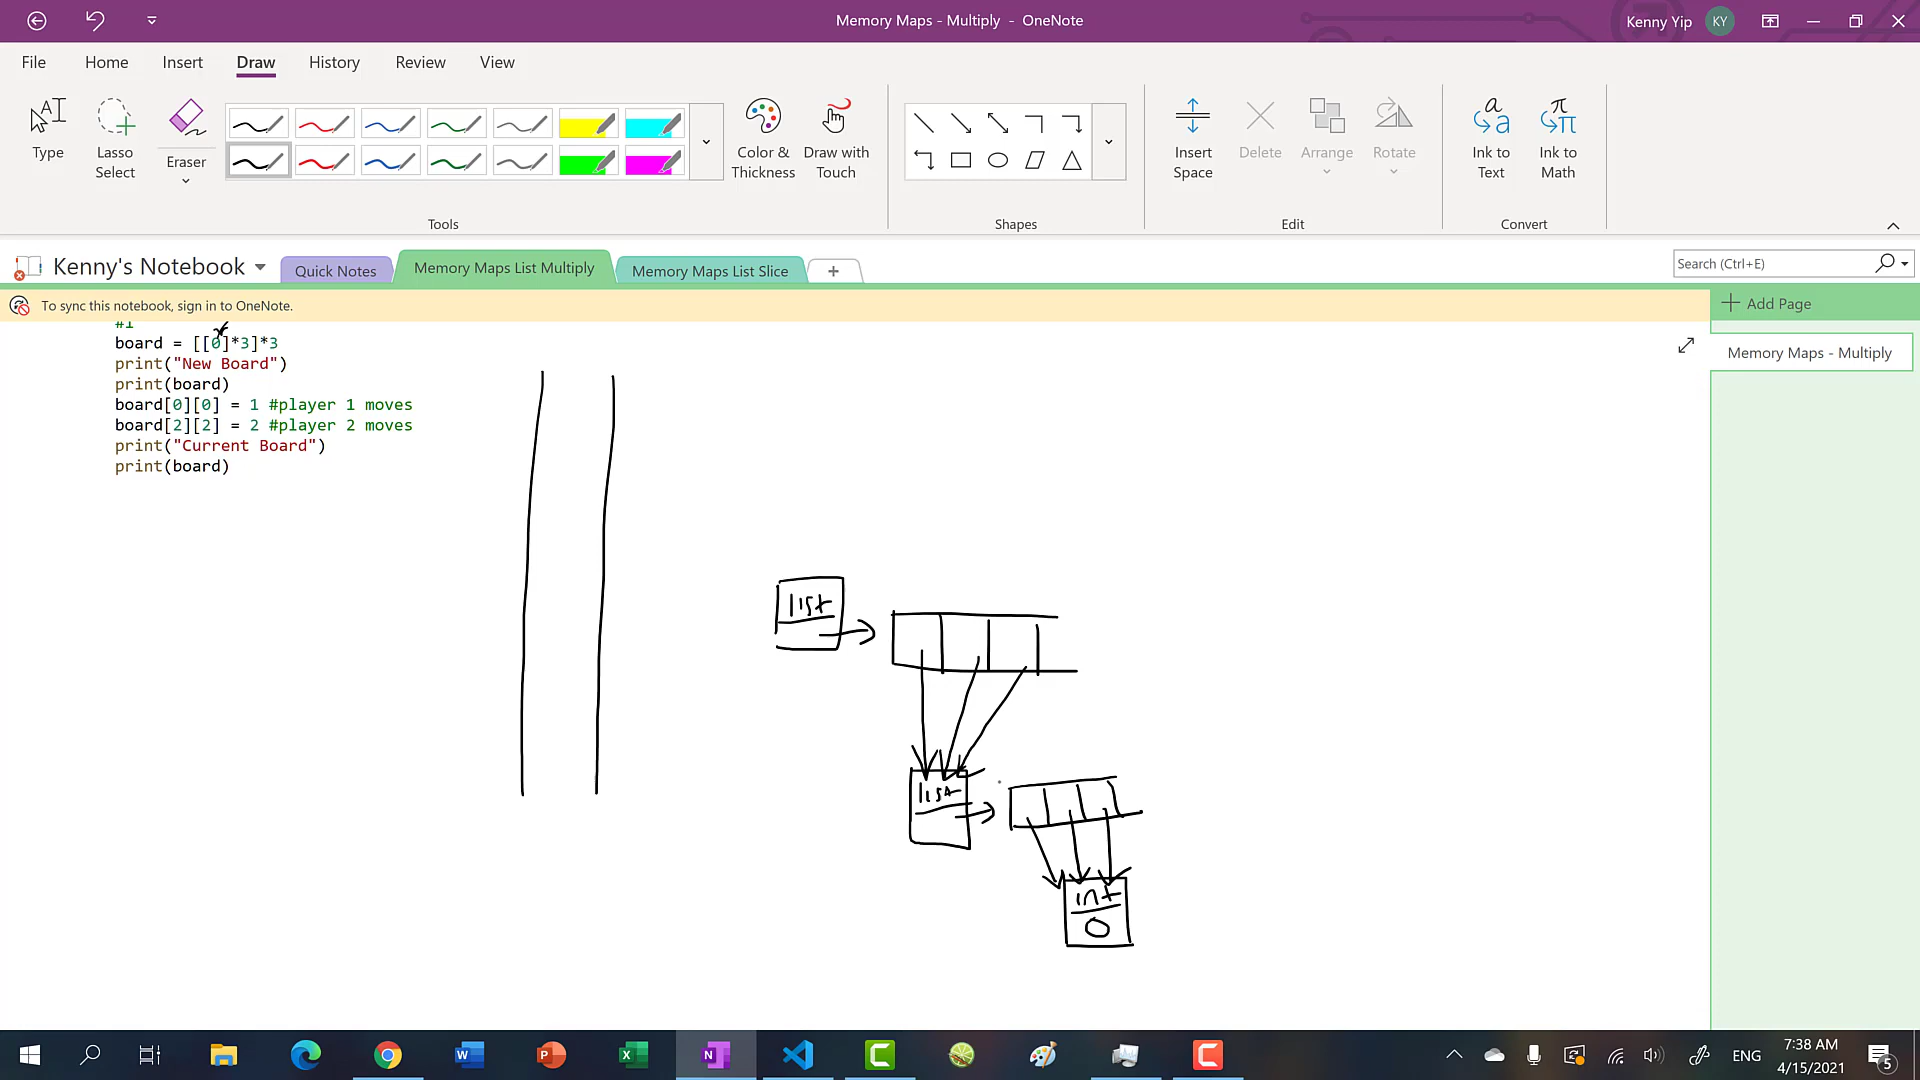 Memory Maps - Multiply - OneNote
Kenny Yip
KY
File
Home
Insert
Draw
History
Review
View
Type
Lasso Select
Eraser
Color & Thickness
Draw with Touch
Insert Space
Delete
Arrange
Rotate
a
a
Ink to Text
π
π
Ink to Math
Tools
Shapes
Edit
Convert
Kenny's Notebook
Quick Notes
Memory Maps List Multiply
Memory Maps List Slice
+
Search (Ctrl+E)
To sync this notebook, sign in to OneNote.
Add Page
Memory Maps - Multiply
#1
board = [[0]*3]*3
print("New Board")
print(board)
board[0][0] = 1 #player 1 moves
board[2][2] = 2 #player 2 moves
print("Current Board")
print(board)
list
list
int
0
ENG
7:38 AM
4/15/2021
5